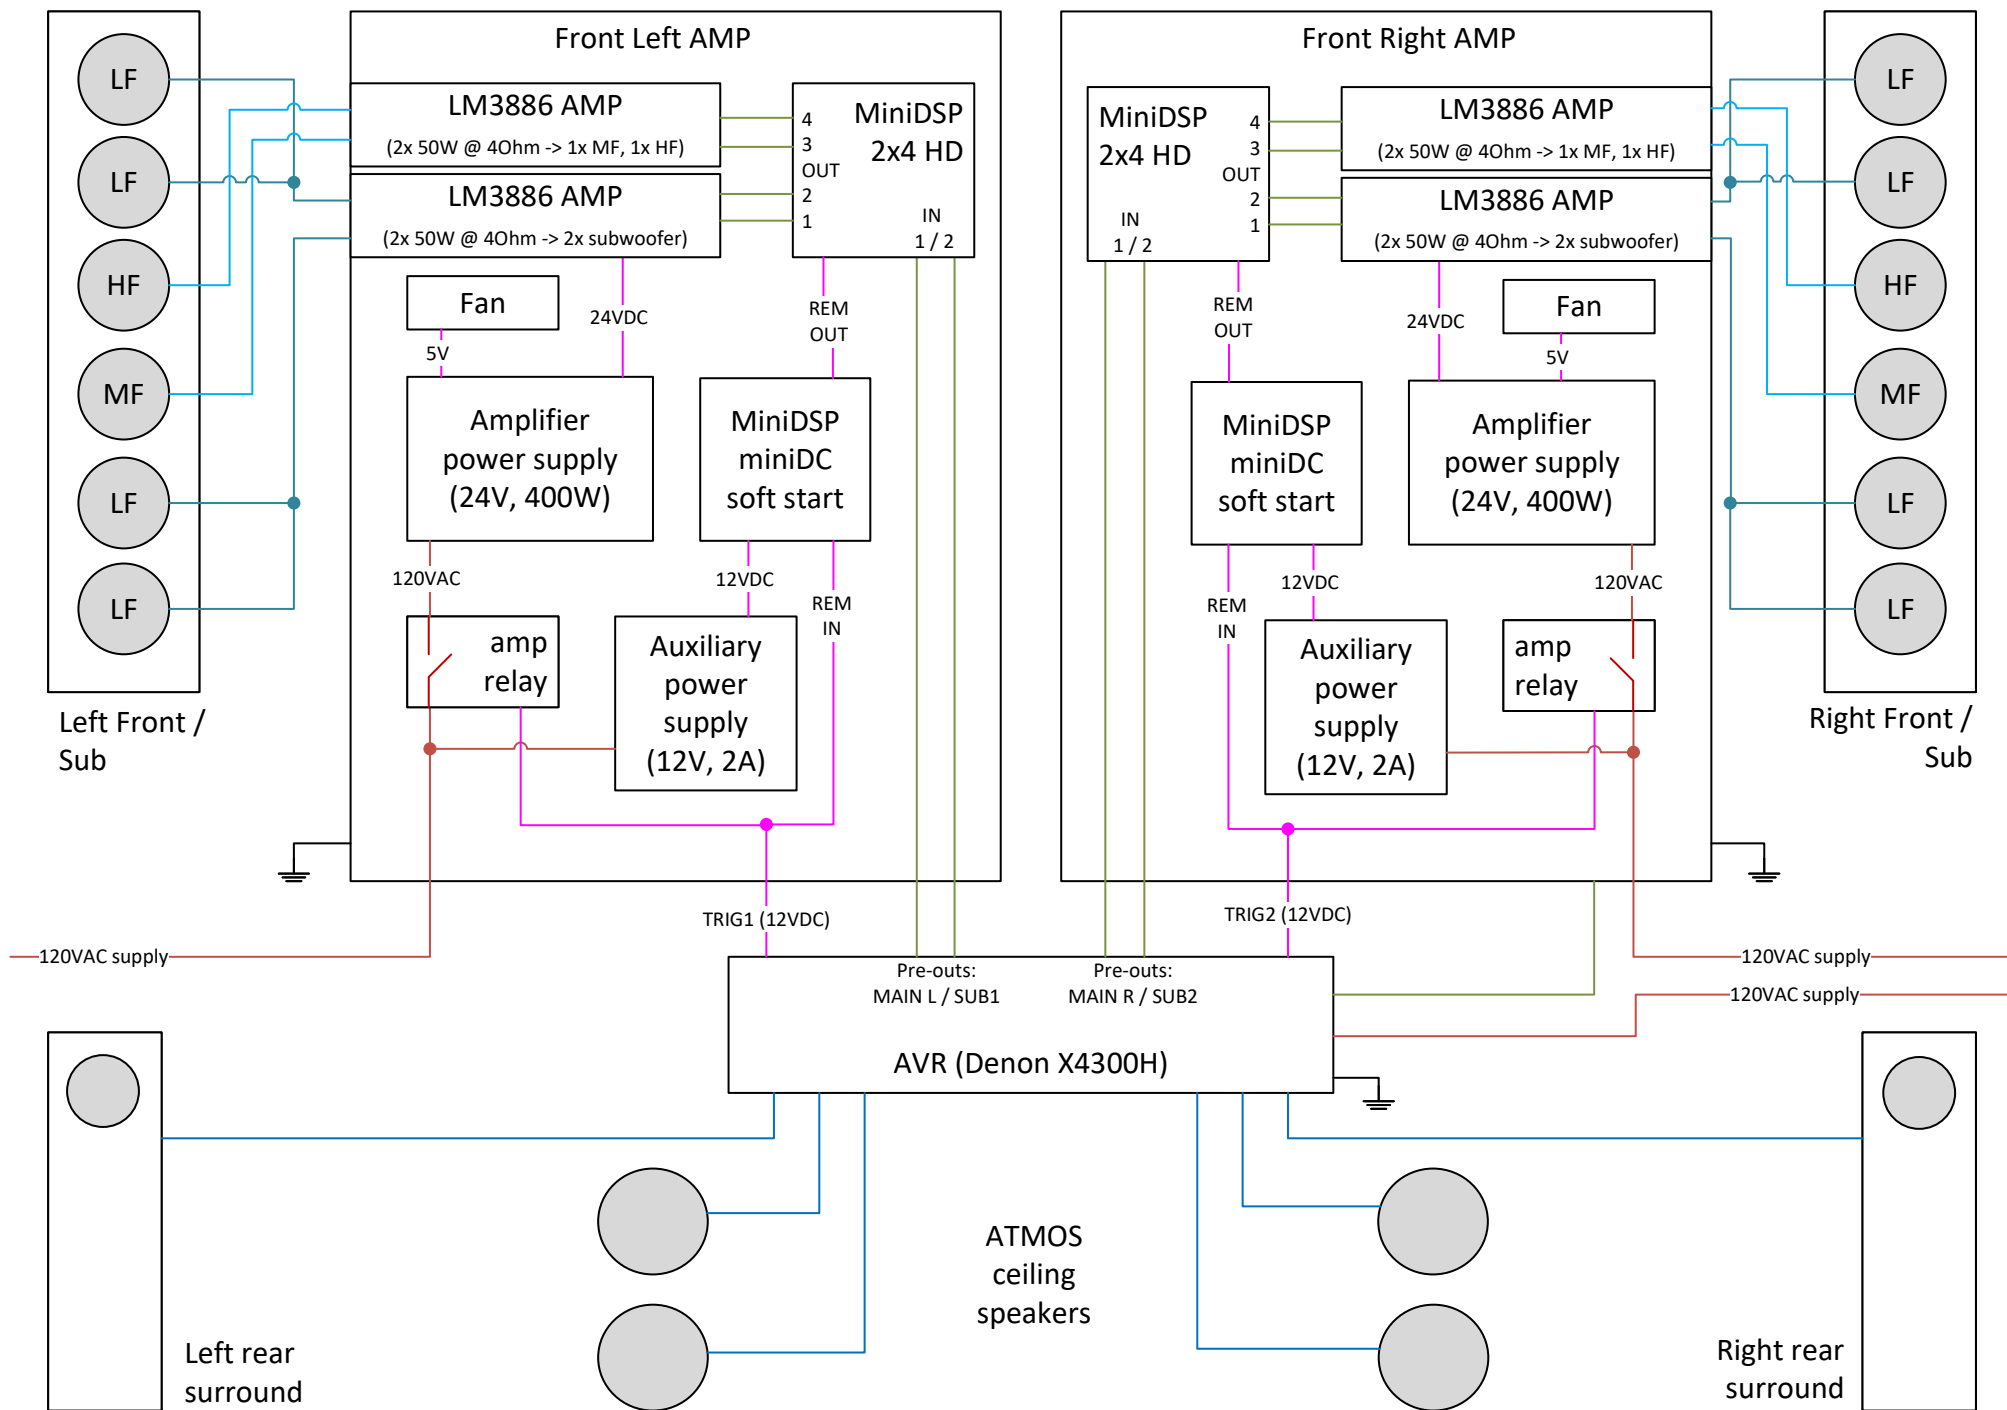 Front Left AMP
Front Right AMP
LF
LF
HF
MF
LF
LF
Left Front /
Sub
LM3886 AMP
(2x 50W @ 4Ohm -> 1x MF, 1x HF)
LM3886 AMP
(2x 50W @ 4Ohm -> 2x subwoofer)
4
3
OUT
2
1
MiniDSP
2x4 HD
IN
1 / 2
Fan
5V
24VDC
REM
OUT
Amplifier
power supply
(24V, 400W)
MiniDSP
miniDC
soft start
120VAC
12VDC
REM
IN
amp
relay
Auxiliary
power
supply
(12V, 2A)
TRIG1 (12VDC)
120VAC supply
MiniDSP
2x4 HD
4
3
OUT
2
1
IN
1 / 2
LM3886 AMP
(2x 50W @ 4Ohm -> 1x MF, 1x HF)
LM3886 AMP
(2x 50W @ 4Ohm -> 2x subwoofer)
REM
OUT
24VDC
Fan
5V
MiniDSP
miniDC
soft start
Amplifier
power supply
(24V, 400W)
REM
IN
12VDC
120VAC
Auxiliary
power
supply
(12V, 2A)
amp
relay
TRIG2 (12VDC)
LF
LF
HF
MF
LF
LF
Right Front /
Sub
120VAC supply
120VAC supply
Pre-outs:
MAIN L / SUB1
Pre-outs:
MAIN R / SUB2
AVR (Denon X4300H)
ATMOS
ceiling
speakers
Left rear
surround
Right rear
surround